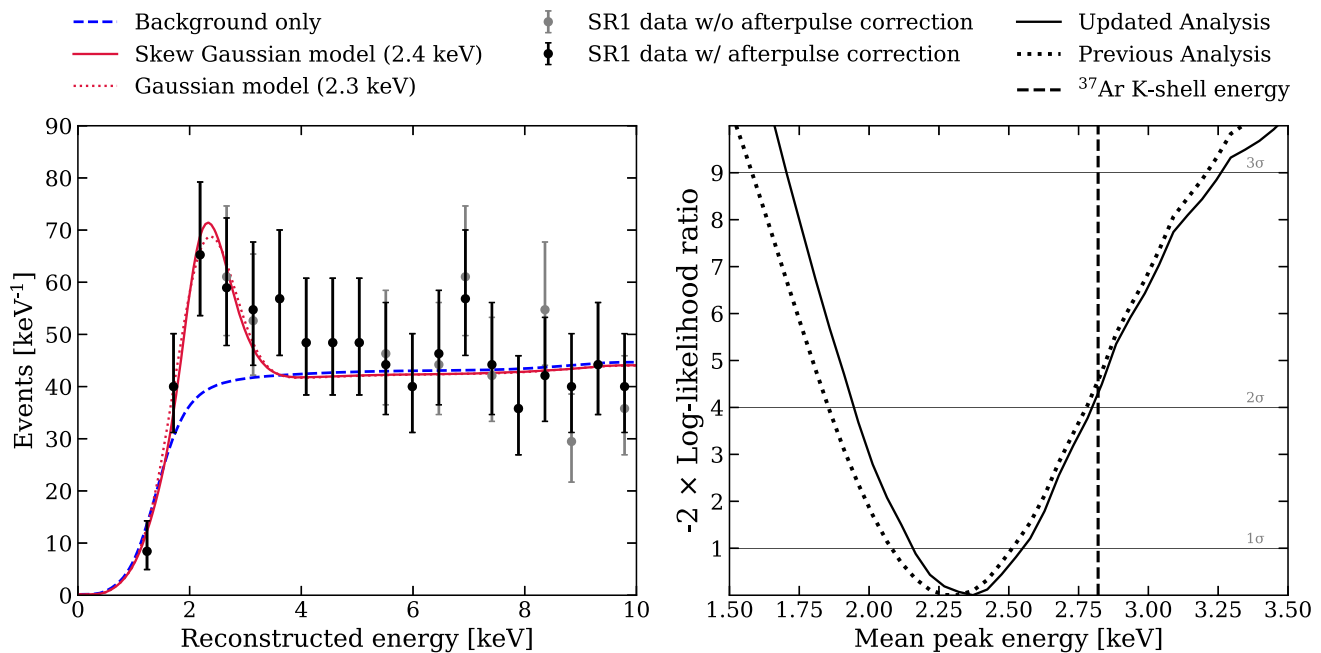 Background only
Skew Gaussian model (2.4 keV)
Gaussian model (2.3 keV)
SR1 data w/o afterpulse correction
SR1 data w/ afterpulse correction
Updated Analysis
Previous Analysis
³⁷Ar K-shell energy
90
80
70
60
50
40
30
20
10
0
Events [keV⁻¹]
0 2 4 6 8 10
Reconstructed energy [keV]
9
8
7
6
5
4
3
2
1
-2 × Log-likelihood ratio
3σ
2σ
1σ
1.50 1.75 2.00 2.25 2.50 2.75 3.00 3.25 3.50
Mean peak energy [keV]